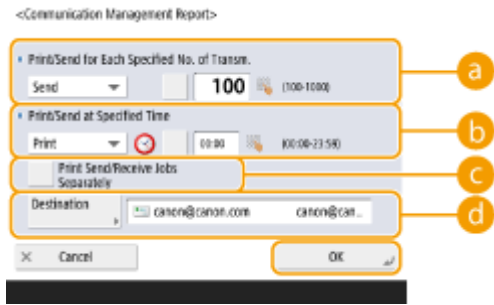 <Communication Management Report>
Print/Send for Each Specified No. of Transm.
Send 100 (100-1000)
a
Print/Send at Specified Time
Print 00:00 (00:00-23:59)
b
Print Send/Receive Jobs
Separately
c
Destination canon@canon.com canon@can...
d
× Cancel OK